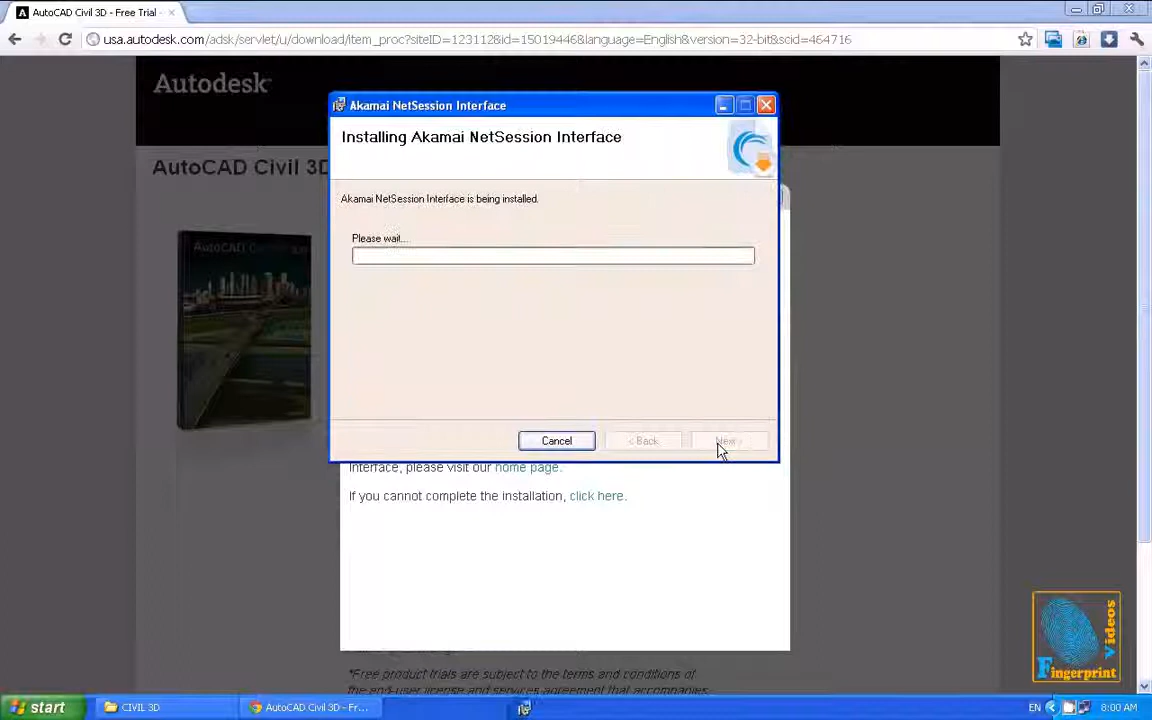 AutoCAD Civil 3D - Free Trial
usa.autodesk.com/adsk/servlet/u/download/item_proc?siteID=123112&id=15019446&language=English&version=32-bit&scid=464716
Autodesk
AutoCAD Civil 3D
Akamai NetSession Interface
Installing Akamai NetSession Interface
Akamai NetSession Interface is being installed.
Please wait...
Cancel
< Back
Next >
Interface, please visit our home page.
If you cannot complete the installation, click here.
*Free product trials are subject to the terms and conditions of
the end-user license and services agreement that accompanies
Fingerprint
Videos
start
CIVIL 3D
AutoCAD Civil 3D - Fr...
EN
8:00 AM